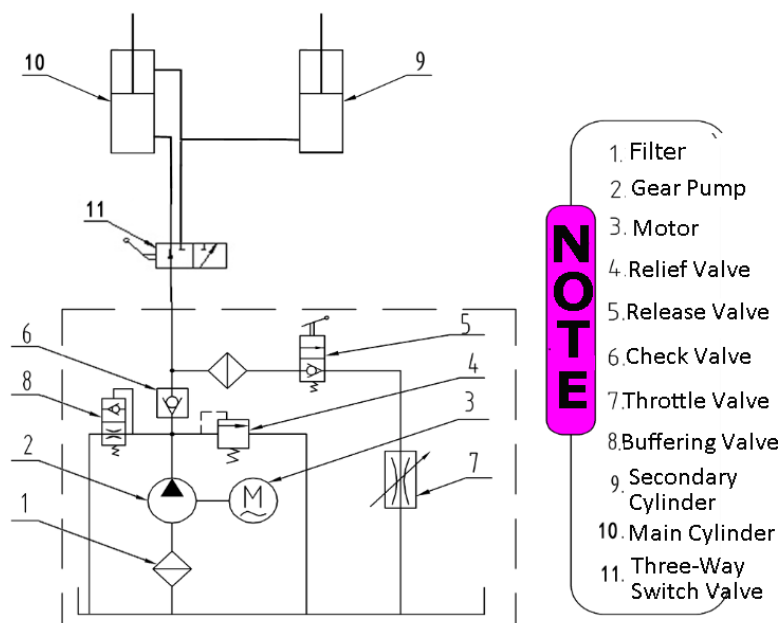 10
9
11
5
6
4
8
3
2
M
7
1
NOTE
1. Filter
2. Gear Pump
3. Motor
4. Relief Valve
5. Release Valve
6. Check Valve
7. Throttle Valve
8. Buffering Valve
9. Secondary
Cylinder
10. Main Cylinder
11. Three-Way
Switch Valve